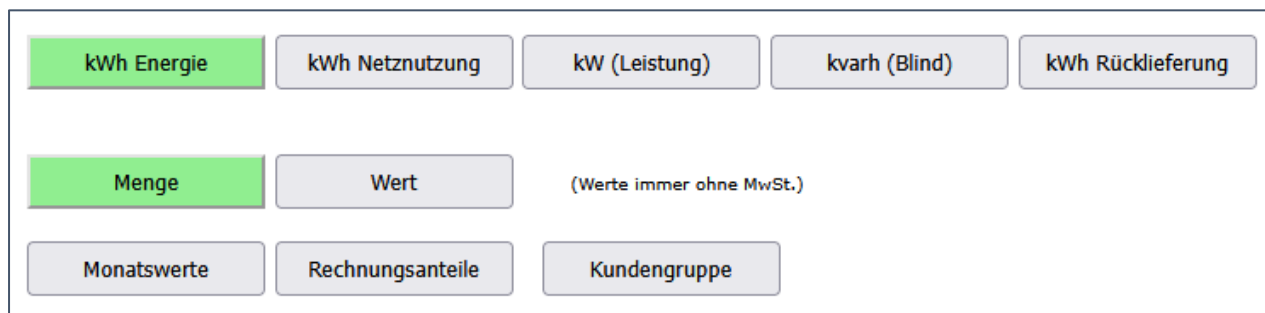 kWh Energie kWh Netznutzung kW (Leistung) kvarh (Blind) kWh Rücklieferung
Menge Wert (Werte immer ohne MwSt.)
Monatswerte Rechnungsanteile Kundengruppe